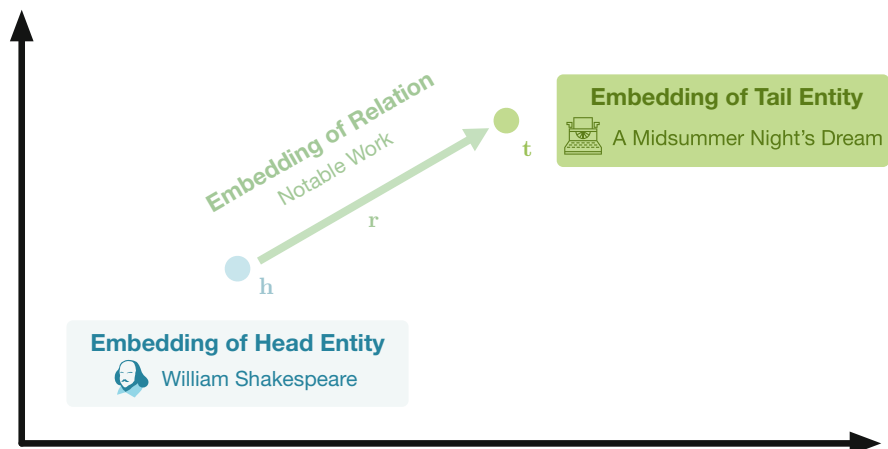 Embedding of Relation
Notable Work
r
h
t
Embedding of Tail Entity
A Midsummer Night's Dream
Embedding of Head Entity
William Shakespeare